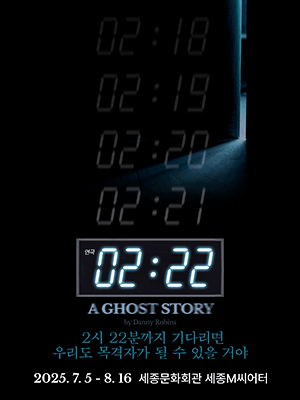 02:18
02:19
02:20
02:21
연극
02:22
A GHOST STORY
by Danny Robins
2시 22분까지 기다리면
우리도 목격자가 될 수 있을 거야
2025. 7. 5 - 8. 16 세종문화회관 세종M씨어터